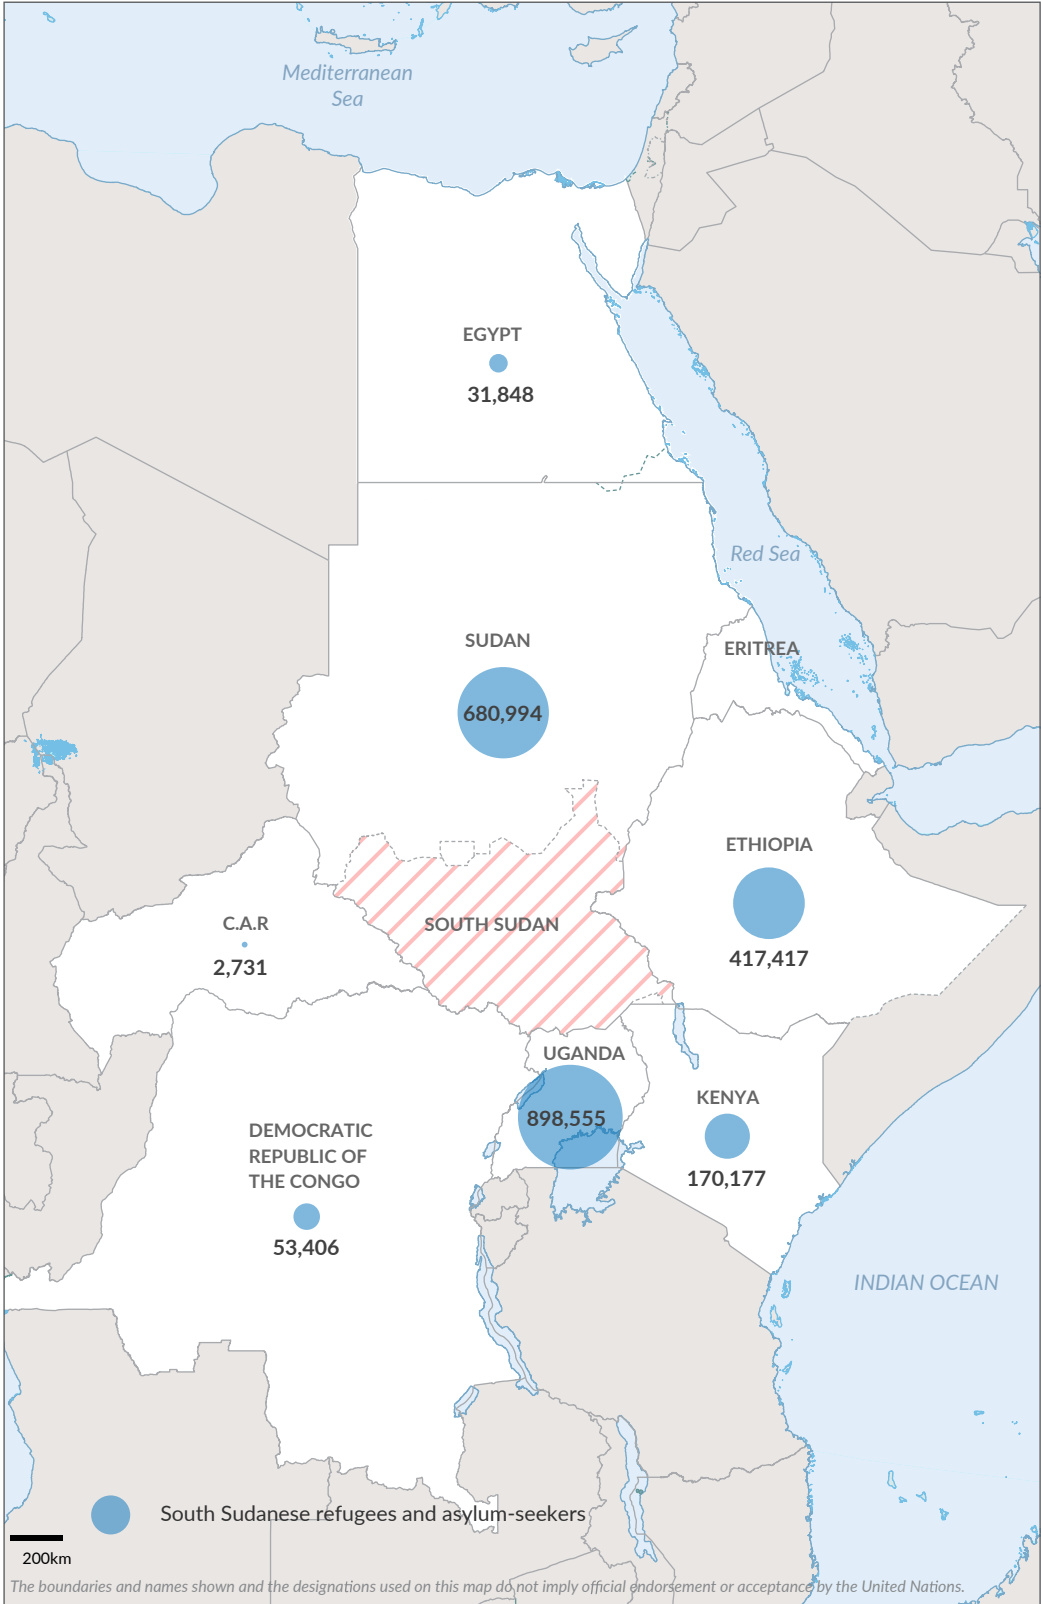 Mediterranean
Sea
EGYPT
31,848
Red Sea
SUDAN
680,994
ERITREA
ETHIOPIA
417,417
C.A.R
2,731
SOUTH SUDAN
UGANDA
898,555
KENYA
170,177
DEMOCRATIC
REPUBLIC OF
THE CONGO
53,406
INDIAN OCEAN
South Sudanese refugees and asylum-seekers
200km
The boundaries and names shown and the designations used on this map do not imply official endorsement or acceptance by the United Nations.